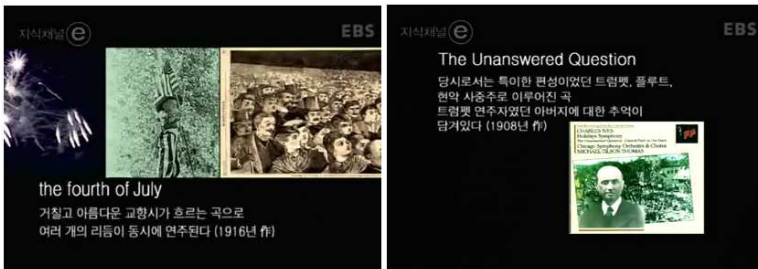 지식채널 e
EBS
the fourth of July
거칠고 아름다운 교향시가 흐르는 곡으로
여러 개의 리듬이 동시에 연주된다 (1916년 作)
지식채널 e
EBS
The Unanswered Question
당시로서는 특이한 편성이었던 트럼펫, 플루트,
현악 사중주로 이루어진 곡
트럼펫 연주자였던 아버지에 대한 추억이
담겨있다 (1908년 作)
CHARLES IVES
Holidays Symphony
Chicago Symphony Orchestra & Chorus
MICHAEL TILSON THOMAS